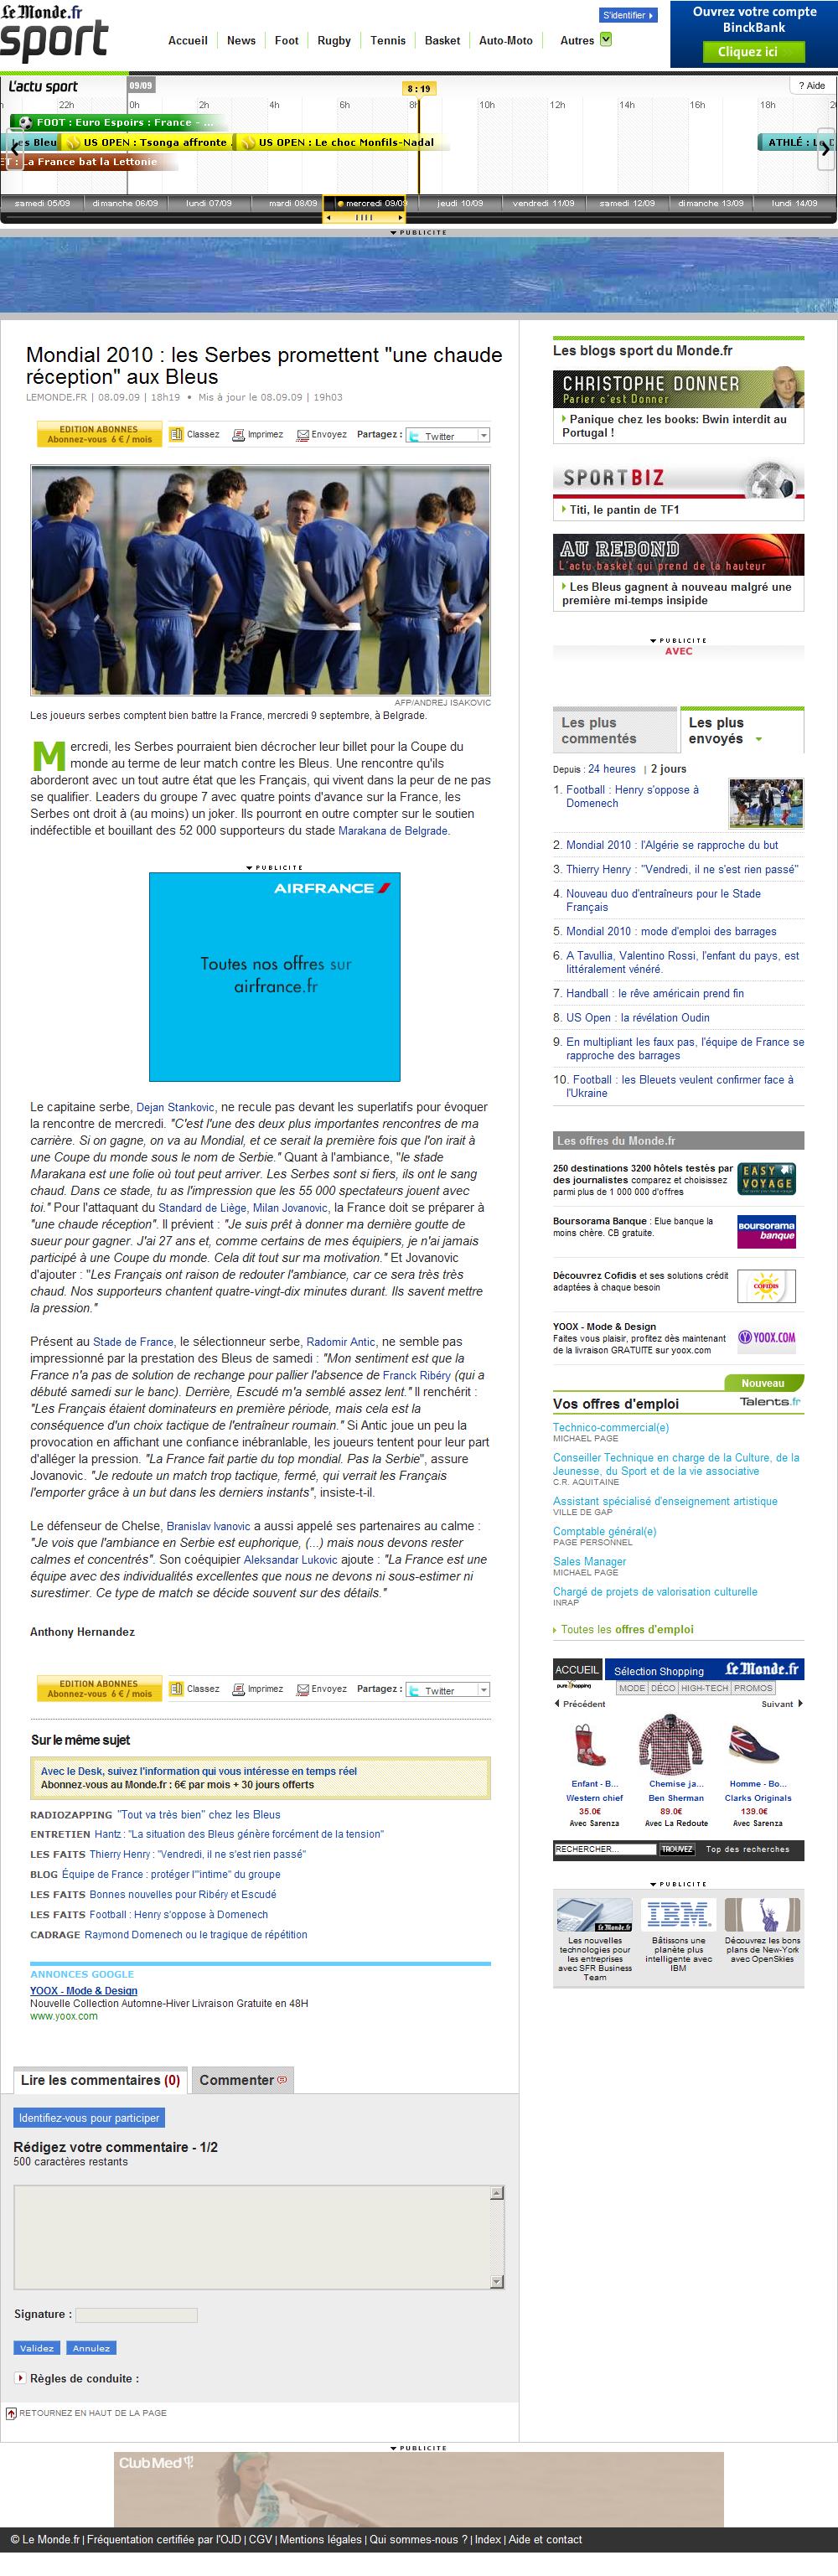 Le Monde.fr
sport
Accueil | News | Foot | Rugby | Tennis | Basket | Auto-Moto | Autres
S'identifier
Ouvrez votre compte
BinckBank
Cliquez ici
L'actu sport
09/09
8 : 19
? Aide
22h 0h 2h 4h 6h 8h 10h 12h 14h 16h 18h
FOOT : Euro Espoirs : France - ...
Les Bleu
US OPEN : Tsonga affronte
US OPEN : Le choc Monfils-Nadal
ATHLÉ : L
: La France bat la Lettonie
samedi 05/09 dimanche 06/09 lundi 07/09 mardi 08/09 mercredi 09/09 jeudi 10/09 vendredi 11/09 samedi 12/09 dimanche 13/09 lundi 14/09
PUBLICITE
Mondial 2010 : les Serbes promettent "une chaude
réception" aux Bleus
LEMONDE.FR | 08.09.09 | 18h19 • Mis à jour le 08.09.09 | 19h03
EDITION ABONNES
Abonnez-vous 6 € / mois
Classez Imprimez Envoyez Partagez : Twitter
AFP/ANDREJ ISAKOVIC
Les joueurs serbes comptent bien battre la France, mercredi 9 septembre, à Belgrade.
Mercredi, les Serbes pourraient bien décrocher leur billet pour la Coupe du
monde au terme de leur match contre les Bleus. Une rencontre qu'ils
aborderont avec un tout autre état que les Français, qui vivent dans la peur de ne pas
se qualifier. Leaders du groupe 7 avec quatre points d'avance sur la France, les
Serbes ont droit à (au moins) un joker. Ils pourront en outre compter sur le soutien
indéfectible et bouillant des 52 000 supporteurs du stade Marakana de Belgrade.
PUBLICITE
AIRFRANCE
Toutes nos offres sur
airfrance.fr
Le capitaine serbe, Dejan Stankovic, ne recule pas devant les superlatifs pour évoquer
la rencontre de mercredi. "C'est l'une des deux plus importantes rencontres de ma
carrière. Si on gagne, on va au Mondial, et ce serait la première fois que l'on irait à
une Coupe du monde sous le nom de Serbie." Quant à l'ambiance, "le stade
Marakana est une folie où tout peut arriver. Les Serbes sont si fiers, ils ont le sang
chaud. Dans ce stade, tu as l'impression que les 55 000 spectateurs jouent avec
toi." Pour l'attaquant du Standard de Liège, Milan Jovanovic, la France doit se préparer à
"une chaude réception". Il prévient : "Je suis prêt à donner ma dernière goutte de
sueur pour gagner. J'ai 27 ans et, comme certains de mes équipiers, je n'ai jamais
participé à une Coupe du monde. Cela dit tout sur ma motivation." Et Jovanovic
d'ajouter : "Les Français ont raison de redouter l'ambiance, car ce sera très très
chaud. Nos supporters chantent quatre-vingt-dix minutes durant. Ils savent mettre
la pression."
Présent au Stade de France, le sélectionneur serbe, Radomir Antic, ne semble pas
impressionné par la prestation des Bleus de samedi : "Mon sentiment est que la
France n'a pas de solution de rechange pour pallier l'absence de Franck Ribéry (qui a
débuté samedi sur le banc). Derrière, Escudé m'a semblé assez lent." Il renchérit :
"Les Français étaient dominateurs en première période, mais cela est la
conséquence d'un choix tactique de l'entraîneur roumain." Si Antic joue un peu la
provocation en affichant une confiance inébranlable, les joueurs tentent pour leur part
d'alléger la pression. "La France fait partie du top mondial. Pas la Serbie", assure
Jovanovic. "Je redoute un match trop tactique, fermé, qui verrait les Français
l'emporter grâce à un but dans les derniers instants", insiste-t-il.
Le défenseur de Chelse, Branislav Ivanovic a aussi appelé ses partenaires au calme :
"Je vois que l'ambiance en Serbie est euphorique, (...) mais nous devons rester
calmes et concentrés". Son coéquipier Aleksandar Lukovic ajoute : "La France est une
équipe avec des individualités excellentes que nous ne devons ni sous-estimer ni
surestimer. Ce type de match se décide souvent sur des détails."
Anthony Hernandez
EDITION ABONNES
Abonnez-vous 6 € / mois
Classez Imprimez Envoyez Partagez : Twitter
Sur le même sujet
Avec le Desk, suivez l'information qui vous intéresse en temps réel
Abonnez-vous au Monde.fr : 6€ par mois + 30 jours offerts
RADIOZAPPING "Tout va très bien" chez les Bleus
ENTRETIEN Hantz : "La situation des Bleus génère forcément de la tension"
LES FAITS Thierry Henry : "Vendredi, il ne s'est rien passé"
BLOG Équipe de France : protéger l'"intime" du groupe
LES FAITS Bonnes nouvelles pour Ribéry et Escudé
LES FAITS Football : Henry s'oppose à Domenech
CADRAGE Raymond Domenech ou le tragique de répétition
ANNONCES GOOGLE
YOOX - Mode & Design
Nouvelle Collection Automne-Hiver Livraison Gratuite en 48H
www.yoox.com
Lire les commentaires (0) Commenter
Identifiez-vous pour participer
Rédigez votre commentaire - 1/2
500 caractères restants
Signature :
Validez Annulez
Règles de conduite :
RETOURNEZ EN HAUT DE LA PAGE
Les blogs sport du Monde.fr
CHRISTOPHE DONNER
Parier c'est Donner
Panique chez les books: Bwin interdit au
Portugal !
SPORTBIZ
Titi, le pantin de TF1
AU REBOND
L'actu basket qui prend de la hauteur
Les Bleus gagnent à nouveau malgré une
première mi-temps insipide
PUBLICITE
AVEC
Les plus
commentés
Les plus
envoyés
Depuis : 24 heures | 2 jours
1. Football : Henry s'oppose à
Domenech
2. Mondial 2010 : l'Algérie se rapproche du but
3. Thierry Henry : "Vendredi, il ne s'est rien passé"
4. Nouveau duo d'entraîneurs pour le Stade
Français
5. Mondial 2010 : mode d'emploi des barrages
6. A Tavullia, Valentino Rossi, l'enfant du pays, est
littéralement vénéré.
7. Handball : le rêve américain prend fin
8. US Open : la révélation Oudin
9. En multipliant les faux pas, l'équipe de France se
rapproche des barrages
10. Football : les Bleuets veulent confirmer face à
l'Ukraine
Les offres du Monde.fr
250 destinations 3200 hôtels testés par
des journalistes comparez et choisissez
parmi plus de 1 000 000 d'offres
EASY VOYAGE
Boursorama Banque : Elue banque la
moins chère. CB gratuite.
BOURSORAMA
banque
Découvrez Cofidis et ses solutions crédit
adaptées à chaque besoin
COFIDIS
YOOX - Mode & Design
Faites vous plaisir, profitez dès maintenant
de la livraison GRATUITE sur yoox.com
YOOX.COM
Nouveau
Vos offres d'emploi
Talents.fr
Technico-commercial(e)
MICHAEL PAGE
Conseiller Technique en charge de la Culture, de la
Jeunesse, du Sport et de la vie associative
C.R. AQUITAINE
Assistant spécialisé d'enseignement artistique
VILLE DE GAP
Comptable général(e)
PAGE PERSONNEL
Sales Manager
MICHAEL PAGE
Chargé de projets de valorisation culturelle
INRAP
Toutes les offres d'emploi
ACCUEIL Sélection Shopping Le Monde.fr
pureshopping
MODE DÉCO HIGH-TECH PROMOS
Précédent Suivant
Enfant - B... Chemise ja... Homme - Bo...
Western chief Ben Sherman Clarks Originals
35.0€ 89.0€ 139.0€
Avec Sarenza Avec La Redoute Avec Sarenza
RECHERCHER... TROUVEZ Top des recherches
PUBLICITE
Le Monde.fr IBM
Les nouvelles
technologies pour
les entreprises
avec SFR Business
Team
Bâtissons une
planète plus
intelligente avec
IBM
Découvrez les bons
plans de New-York
avec OpenSkies
PUBLICITE
Club Med
© Le Monde.fr | Fréquentation certifiée par l'OJD | CGV | Mentions légales | Qui sommes-nous ? | Index | Aide et contact